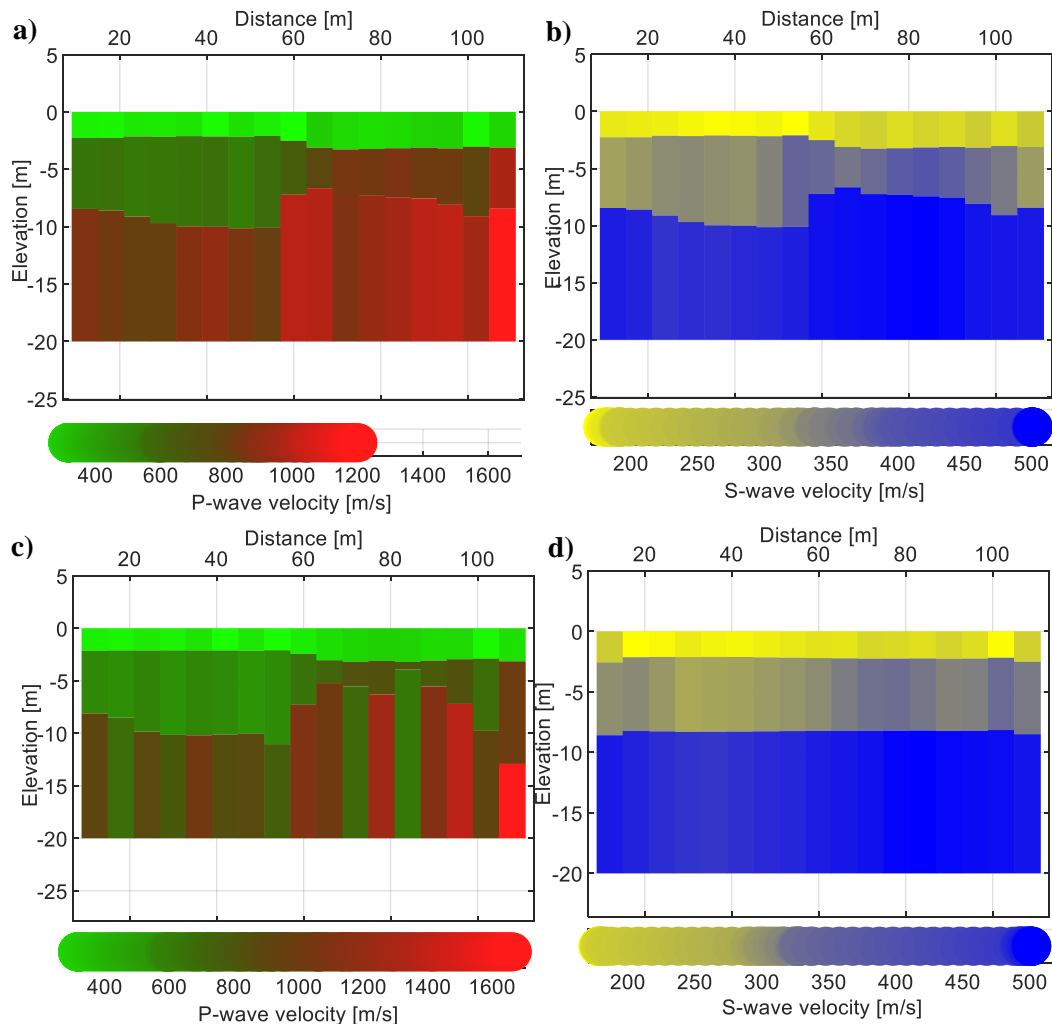 a)
Distance [m]
20 40 60 80 100
5
0
-5
-10
-15
-20
-25
Elevation [m]
400 600 800 1000 1200 1400 1600
P-wave velocity [m/s]
b)
Distance [m]
20 40 60 80 100
5
0
-5
-10
-15
-20
-25
Elevation [m]
200 250 300 350 400 450 500
S-wave velocity [m/s]
c)
Distance [m]
20 40 60 80 100
5
0
-5
-10
-15
-20
-25
Elevation [m]
400 600 800 1000 1200 1400 1600
P-wave velocity [m/s]
d)
Distance [m]
20 40 60 80 100
5
0
-5
-10
-15
-20
Elevation [m]
200 250 300 350 400 450 500
S-wave velocity [m/s]